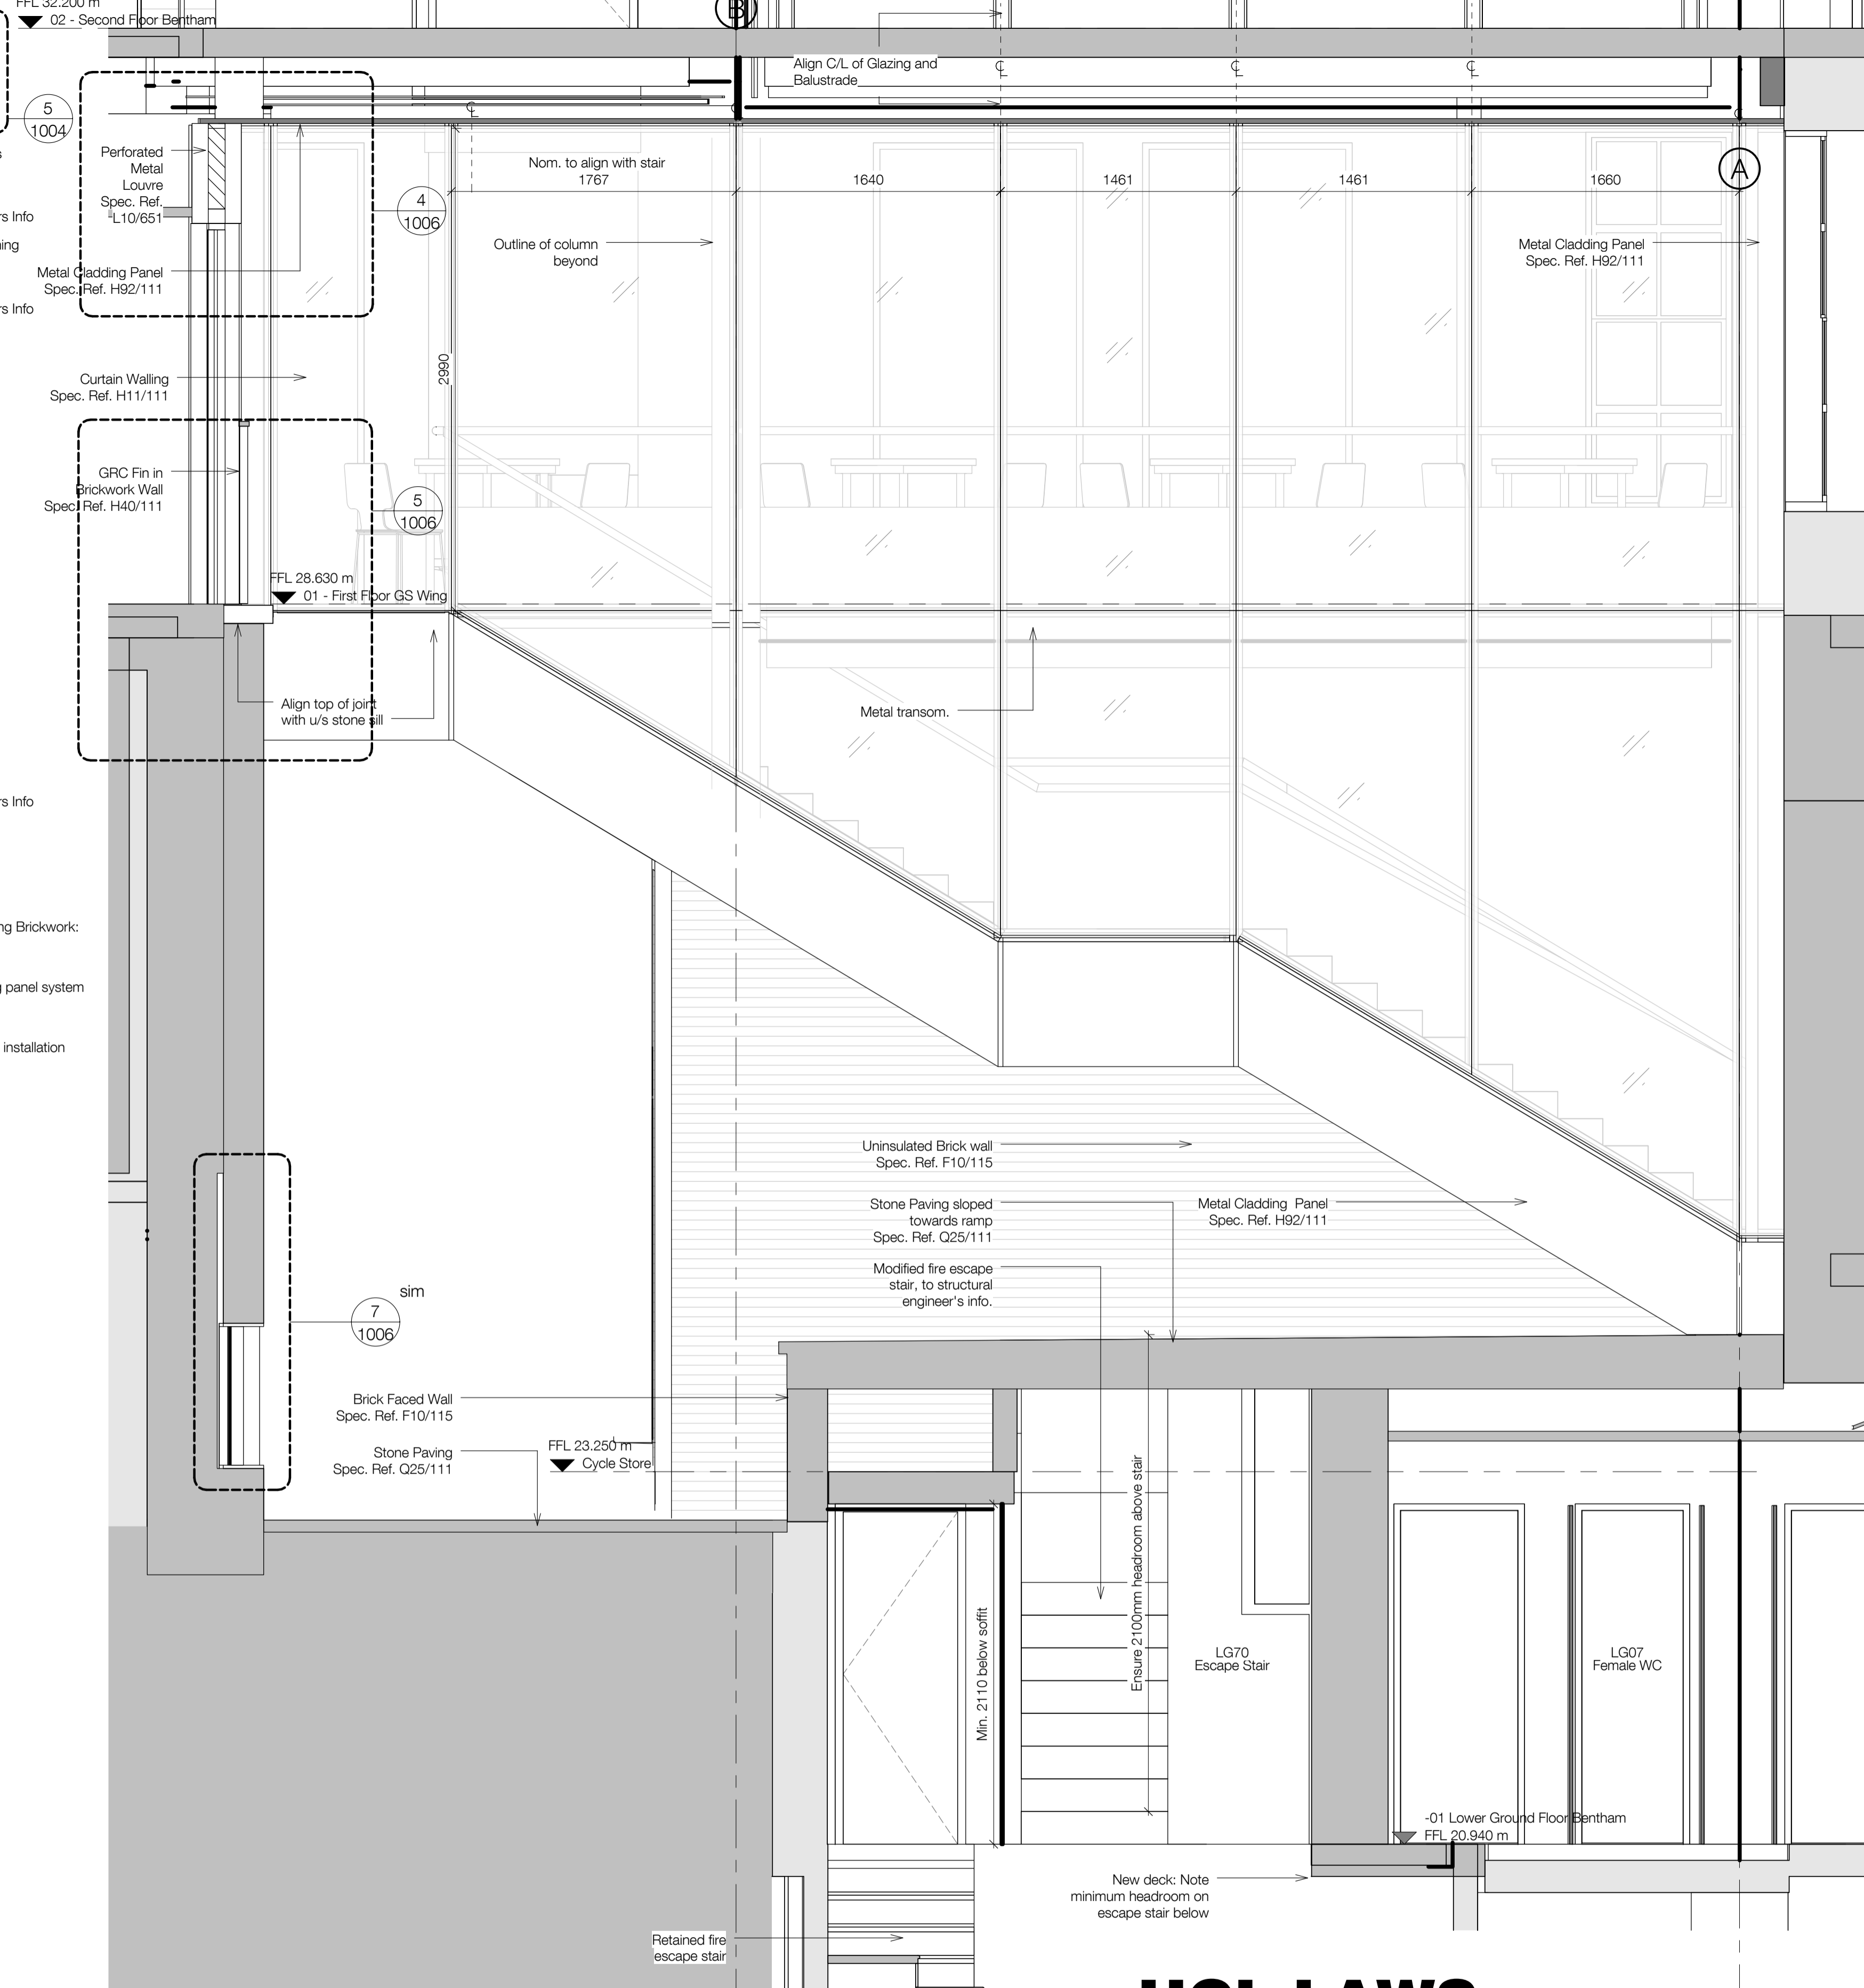 FFL 32.200 m
02 - Second Floor Bentham
B
Align C/L of Glazing and
Balustrade
5
1004
s
Perforated
Metal
Louvre
Spec. Ref.
L10/651
Nom. to align with stair
1767
1640
1461
1461
1660
A
4
1006
rs Info
ing
Outline of column
beyond
Metal Cladding Panel
Spec. Ref. H92/111
Metal Cladding Panel
Spec. Ref. H92/111
rs Info
2990
Curtain Walling
Spec. Ref. H11/111
GRC Fin in
Brickwork Wall
Spec. Ref. H40/111
5
1006
FFL 28.630 m
01 - First Floor GS Wing
Align top of joint
with u/s stone sill
Metal transom.
rs Info
ng Brickwork:
g panel system
installation
Uninsulated Brick wall
Spec. Ref. F10/115
Stone Paving sloped
towards ramp
Spec. Ref. Q25/111
Metal Cladding Panel
Spec. Ref. H92/111
Modified fire escape
stair, to structural
engineer's info.
sim
7
1006
Brick Faced Wall
Spec. Ref. F10/115
Stone Paving
Spec. Ref. Q25/111
FFL 23.250 m
Cycle Store
Ensure 2100mm headroom above stair
Min. 2110 below soffit
LG70
Escape Stair
LG07
Female WC
-01 Lower Ground Floor Bentham
FFL 20.940 m
New deck: Note
minimum headroom on
escape stair below
Retained fire
escape stair
UCL LAWS